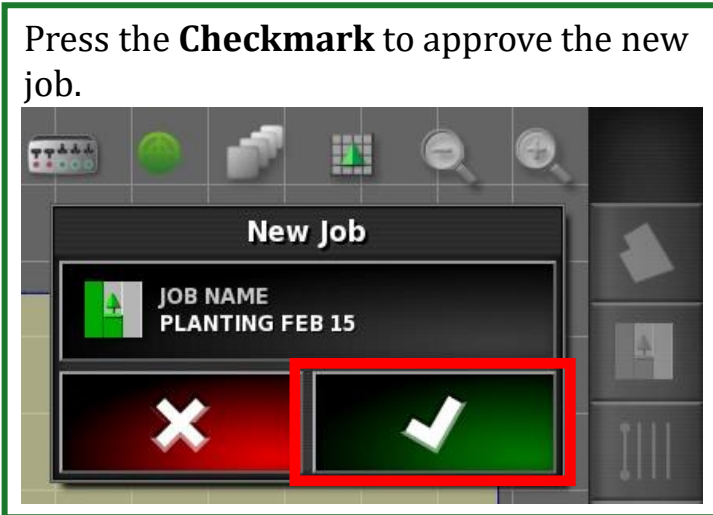 Press the Checkmark to approve the new
job.
New Job
JOB NAME
PLANTING FEB 15